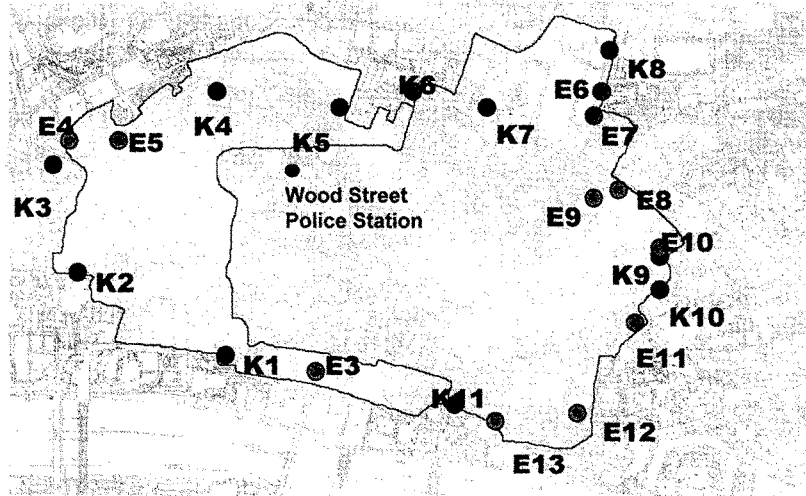 K8
K6
E6
K4
K7
E7
E4
E5
K5
K3
Wood Street
Police Station
E8
E9
E10
K9
K2
K10
E11
K1
E3
K11
E12
E13